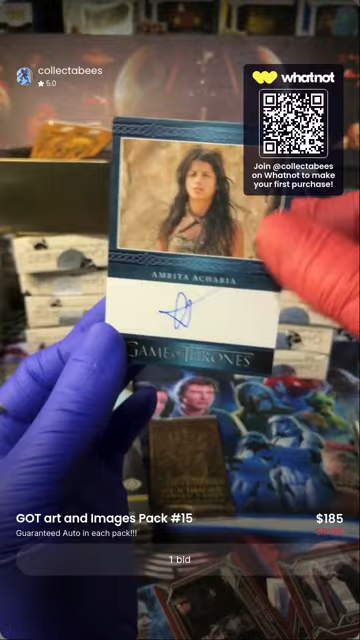 collectabees
★ 5.0
whatnot
Join @collectabees
on Whatnot to make
your first purchase!
AMRITA ACHARIA
GAME OF THRONES
GOT art and Images Pack #15
$185
Guaranteed Auto in each pack!!!
1 bid